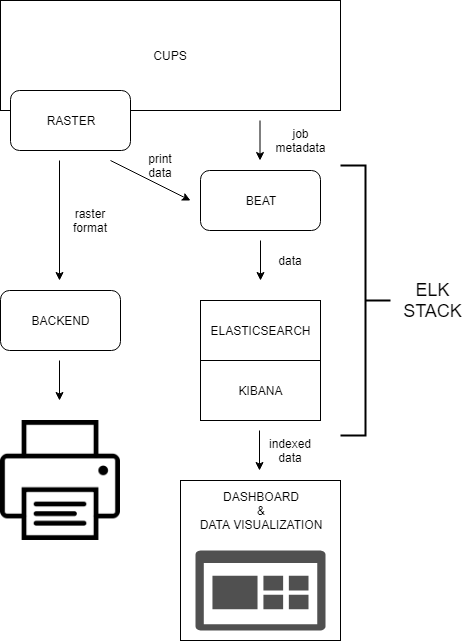 CUPS
RASTER
job
metadata
print
data
BEAT
raster
format
data
ELK
STACK
BACKEND
ELASTICSEARCH
KIBANA
indexed
data
DASHBOARD
&
DATA VISUALIZATION